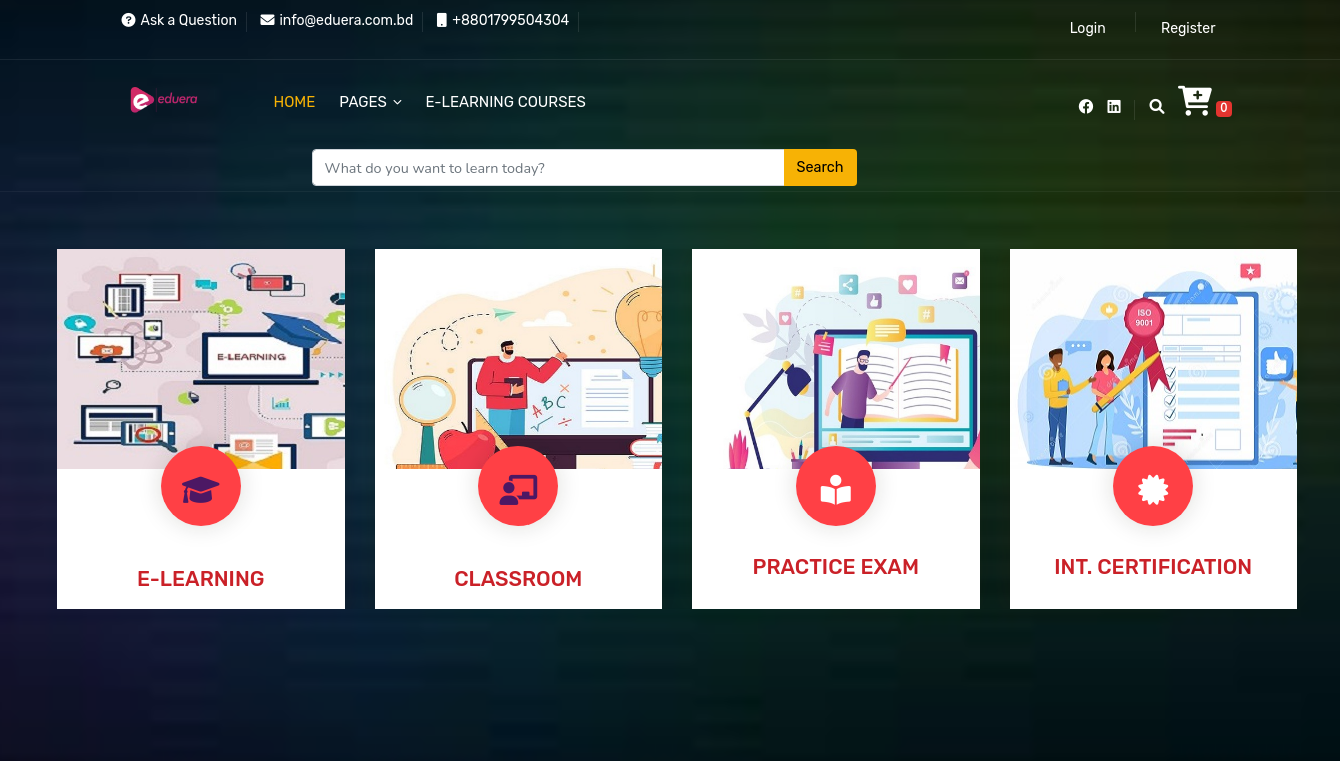 Ask a Question
info@eduera.com.bd
+8801799504304
Login
Register
eduera
HOME
PAGES
E-LEARNING COURSES
0
What do you want to learn today?
Search
E-LEARNING
ABC
ISO
9001
E-LEARNING
CLASSROOM
PRACTICE EXAM
INT. CERTIFICATION